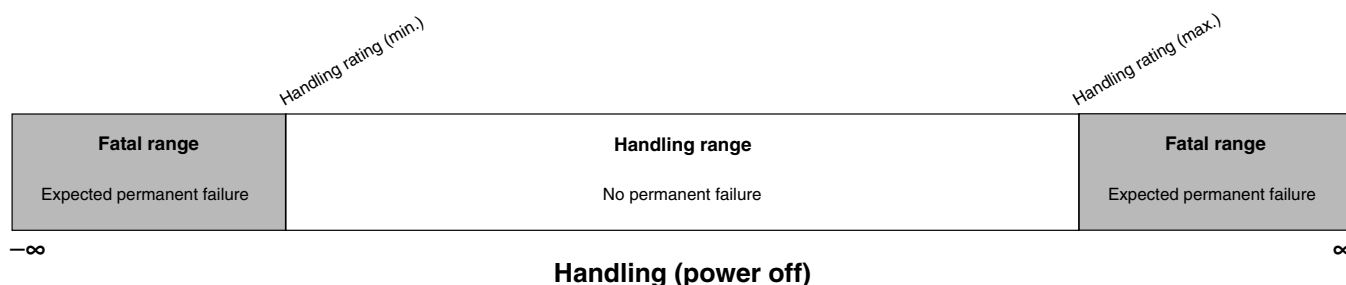 Handling rating (min.)
Handling rating (max.)
Fatal range
Handling range
Fatal range
Expected permanent failure
No permanent failure
Expected permanent failure
–∞
∞
Handling (power off)